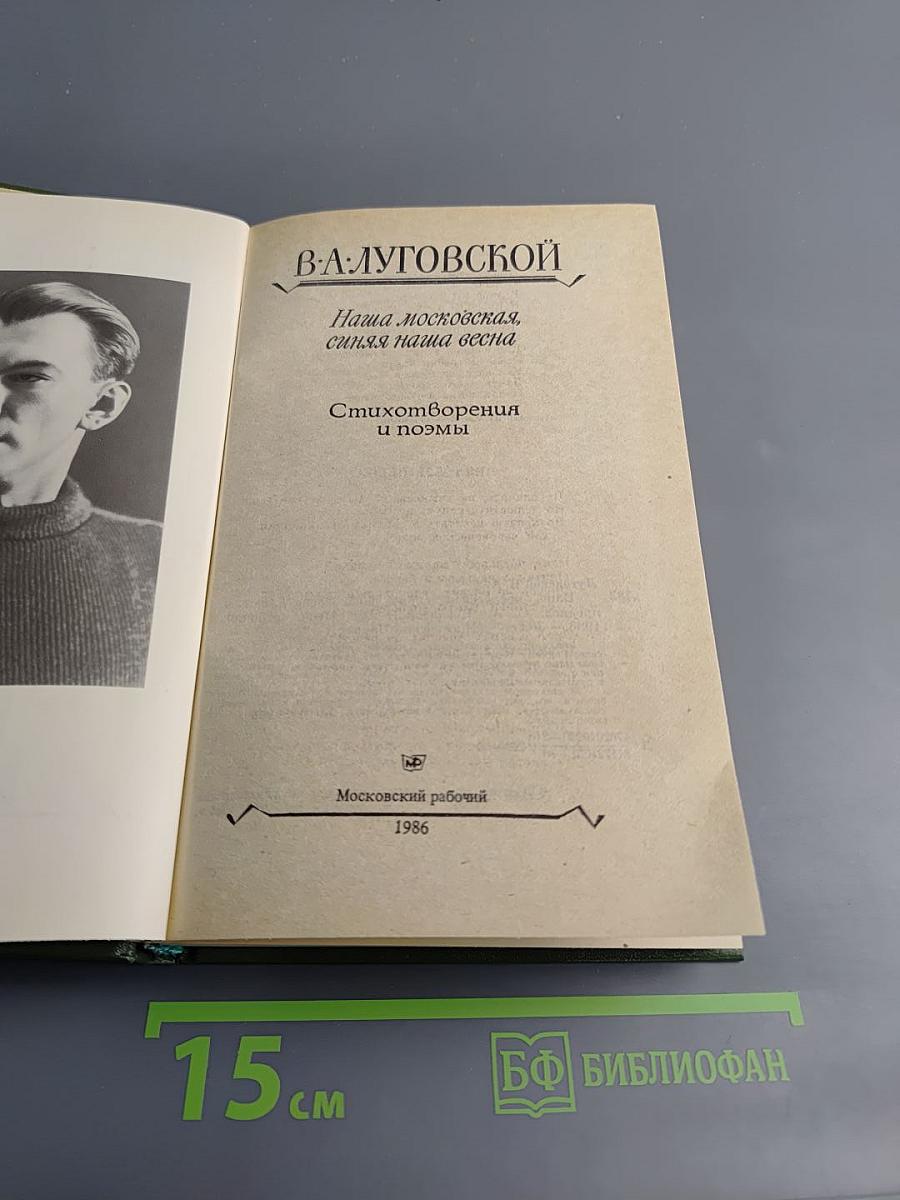 В·А·ЛУГОВСКОЙ
Наша московская,
синяя наша весна
Стихотворения
и поэмы
МР
Московский рабочий
1986
15 см
БФ БИБЛИОФАН